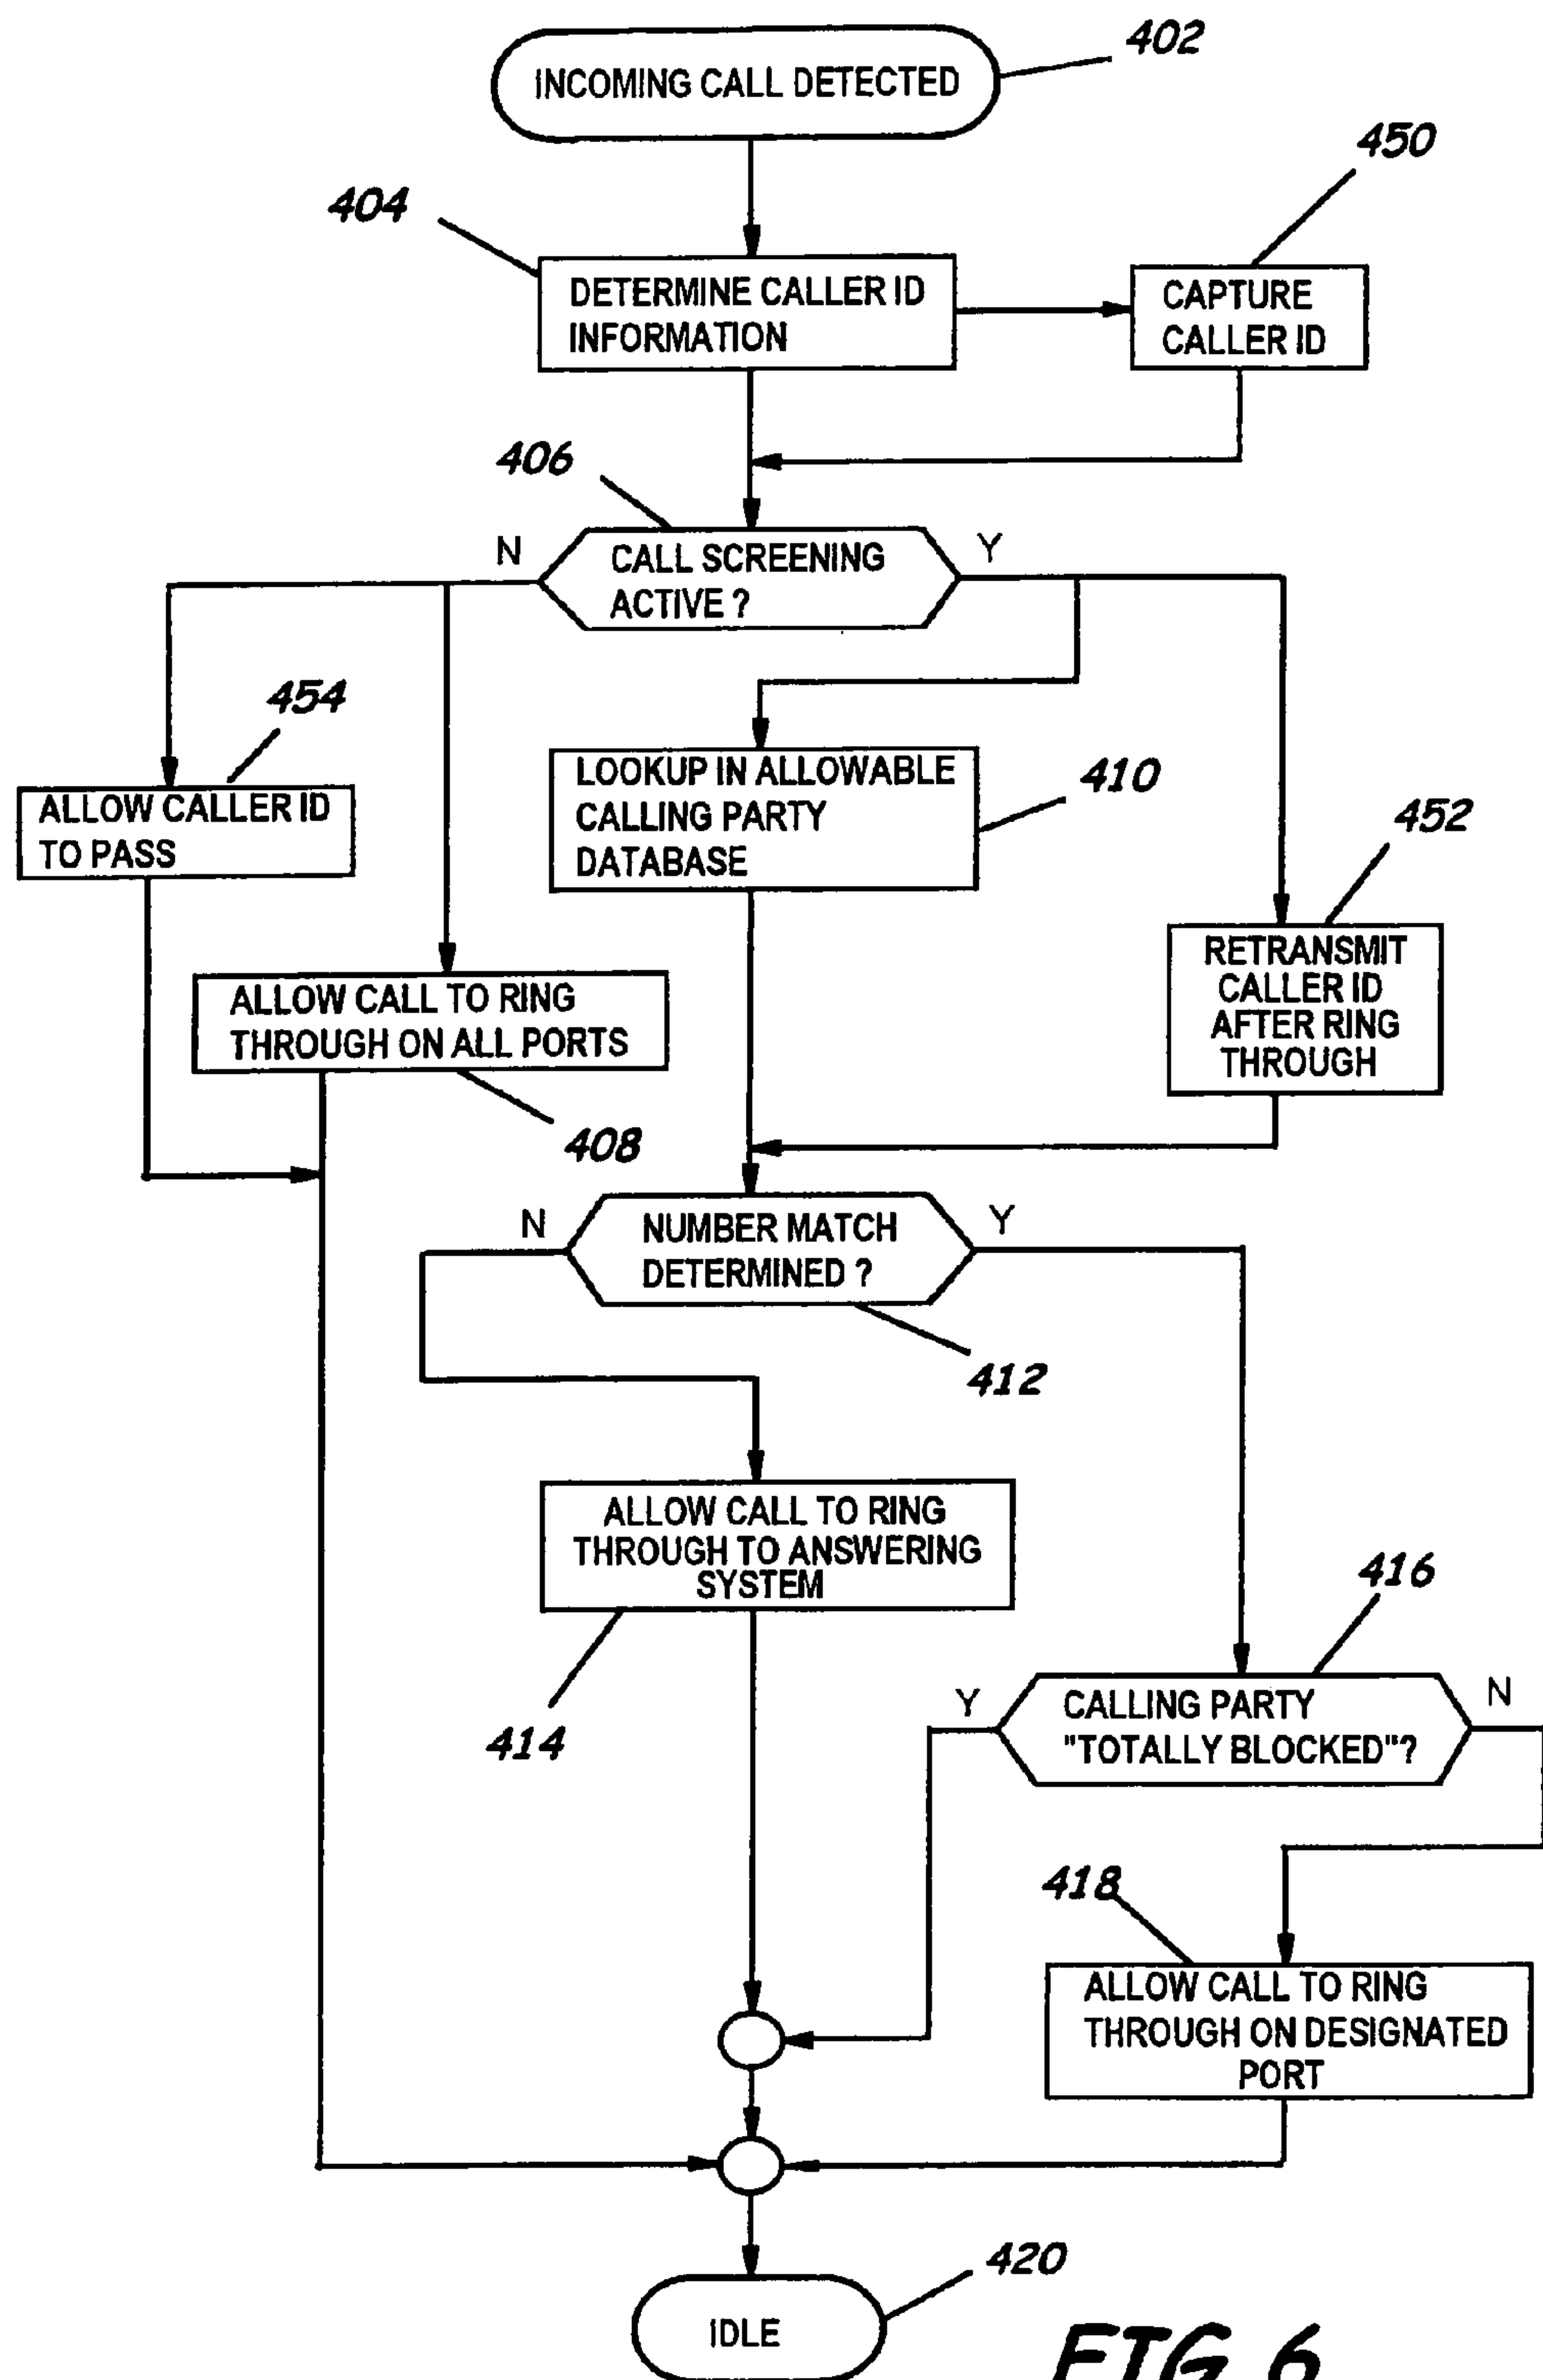 402
INCOMING CALL DETECTED
450
404
DETERMINE CALLER ID
INFORMATION
CAPTURE
CALLER ID
406
N
CALL SCREENING
ACTIVE ?
Y
454
ALLOW CALLER ID
TO PASS
LOOKUP IN ALLOWABLE
CALLING PARTY
DATABASE
410
452
RETRANSMIT
CALLER ID
AFTER RING
THROUGH
ALLOW CALL TO RING
THROUGH ON ALL PORTS
408
N
NUMBER MATCH
DETERMINED ?
Y
412
ALLOW CALL TO RING
THROUGH TO ANSWERING
SYSTEM
414
416
Y
CALLING PARTY
"TOTALLY BLOCKED"?
N
418
ALLOW CALL TO RING
THROUGH ON DESIGNATED
PORT
420
IDLE
FIG. 6